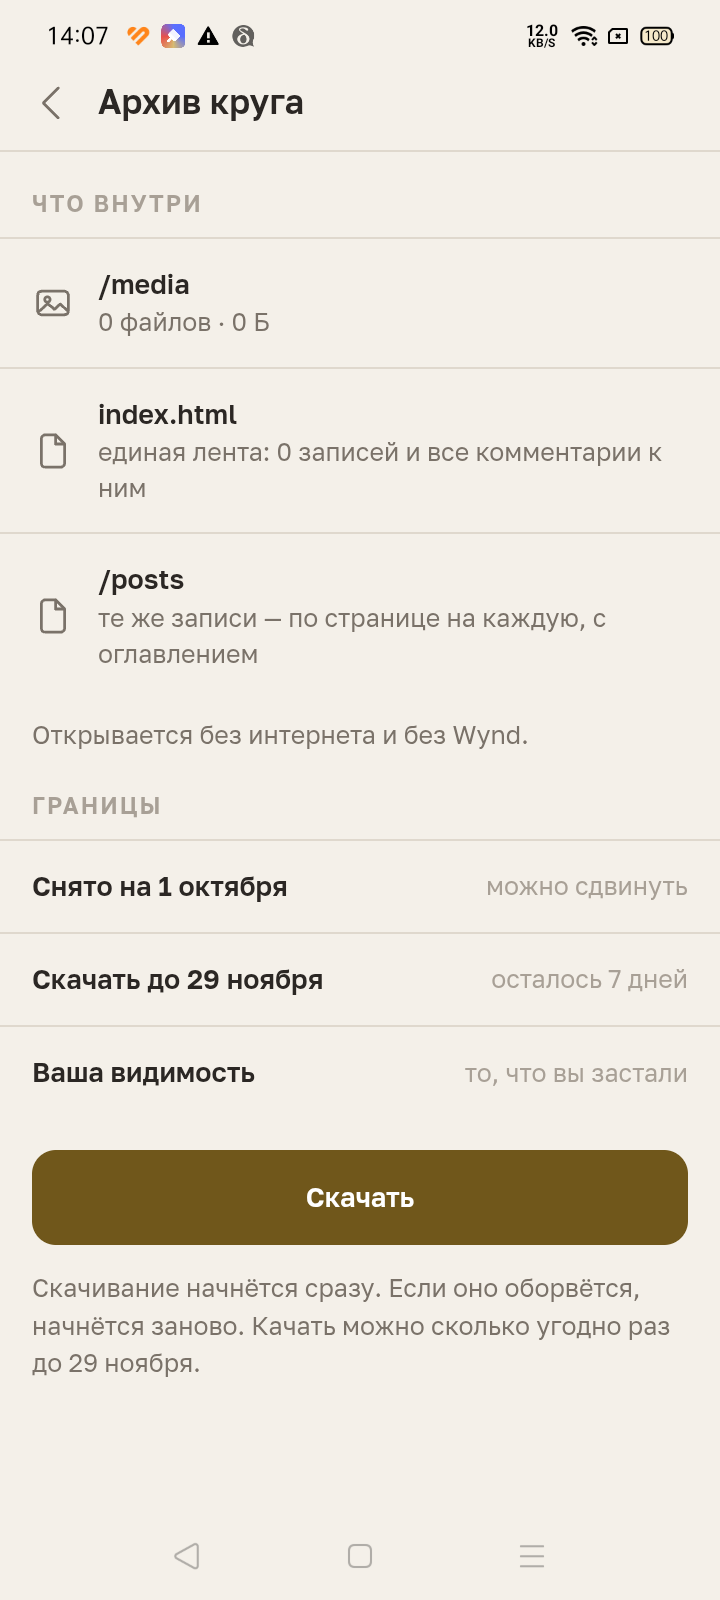 14:07
12.0
KB/S
100
Архив круга
ЧТО ВНУТРИ
/media
0 файлов · 0 Б
index.html
единая лента: 0 записей и все комментарии к
ним
/posts
те же записи — по странице на каждую, с
оглавлением
Открывается без интернета и без Wynd.
ГРАНИЦЫ
Снято на 1 октября
можно сдвинуть
Скачать до 29 ноября
осталось 7 дней
Ваша видимость
то, что вы застали
Скачать
Скачивание начнётся сразу. Если оно оборвётся,
начнётся заново. Качать можно сколько угодно раз
до 29 ноября.